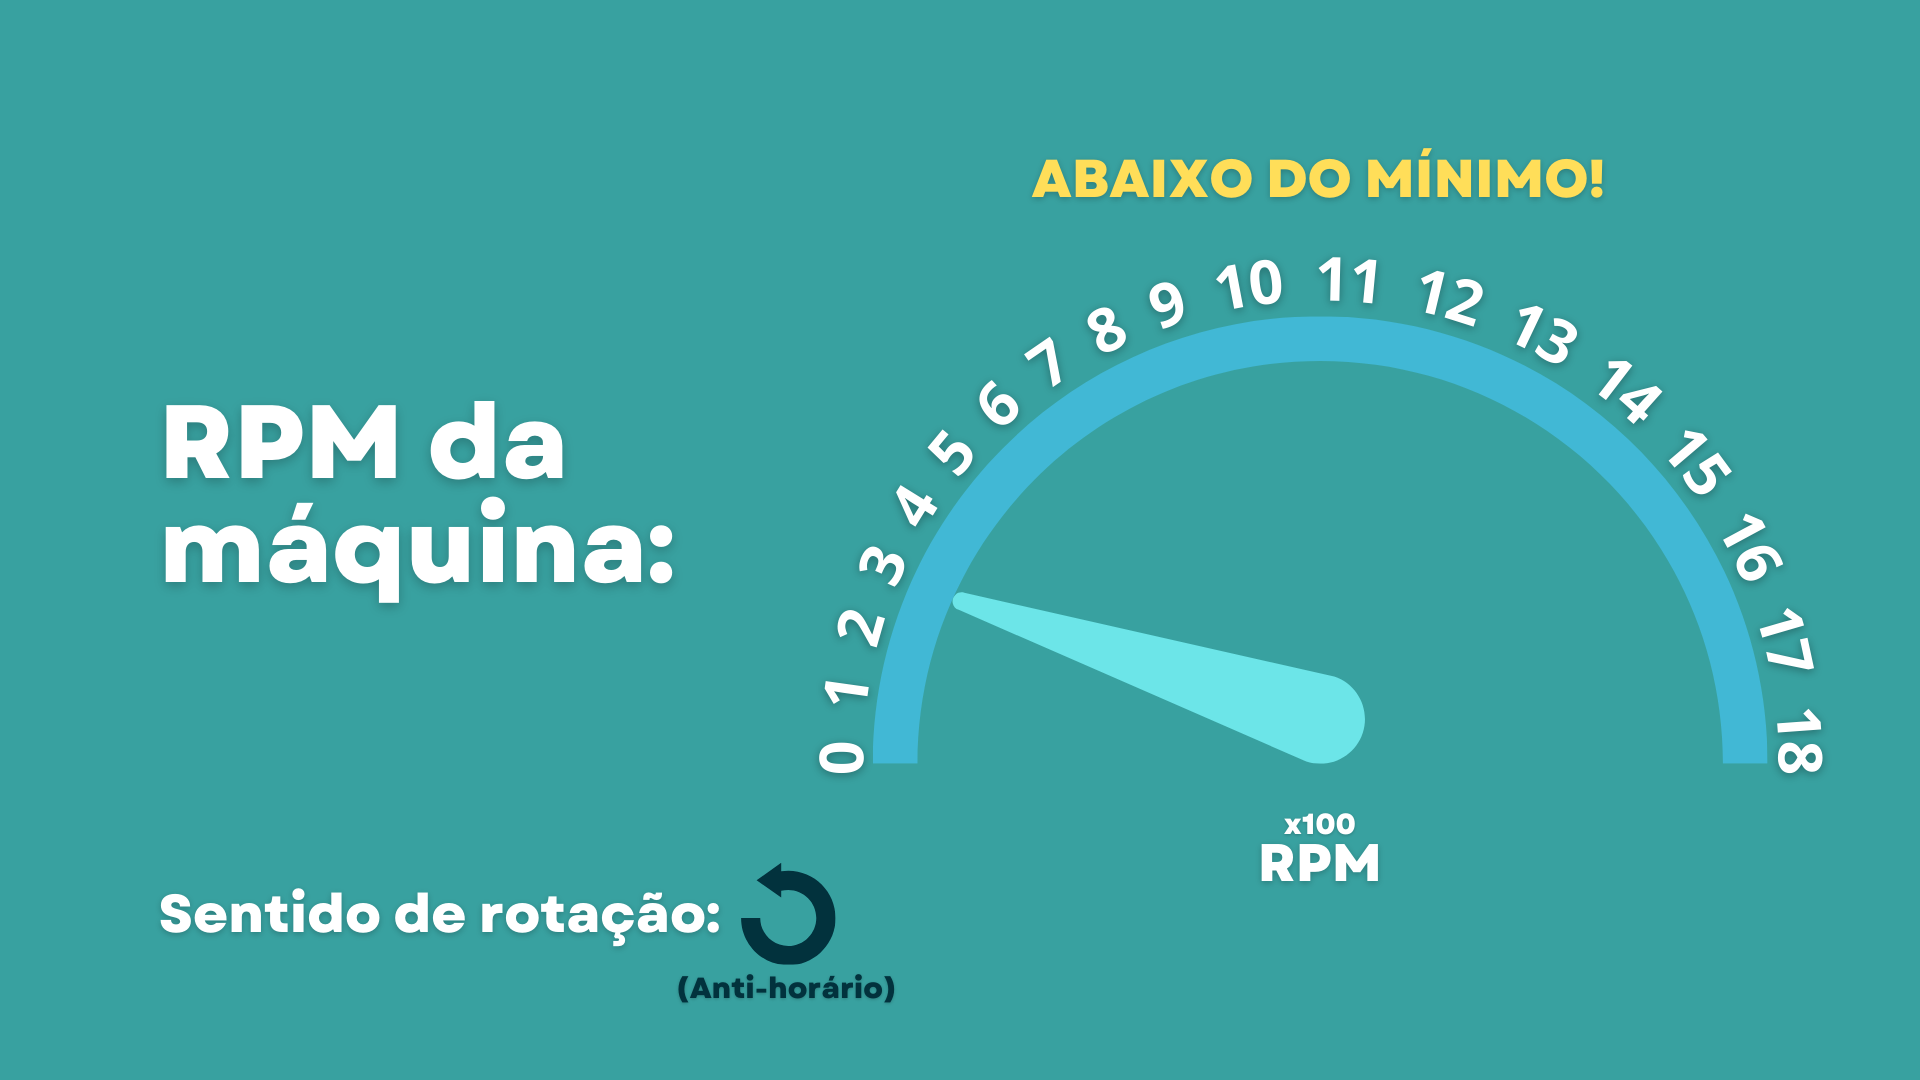 ABAIXO DO MÍNIMO!
0 1 2 3 4 5 6 7 8 9 10 11 12 13 14 15 16 17 18
RPM da
máquina:
x100
RPM
Sentido de rotação:
(Anti-horário)